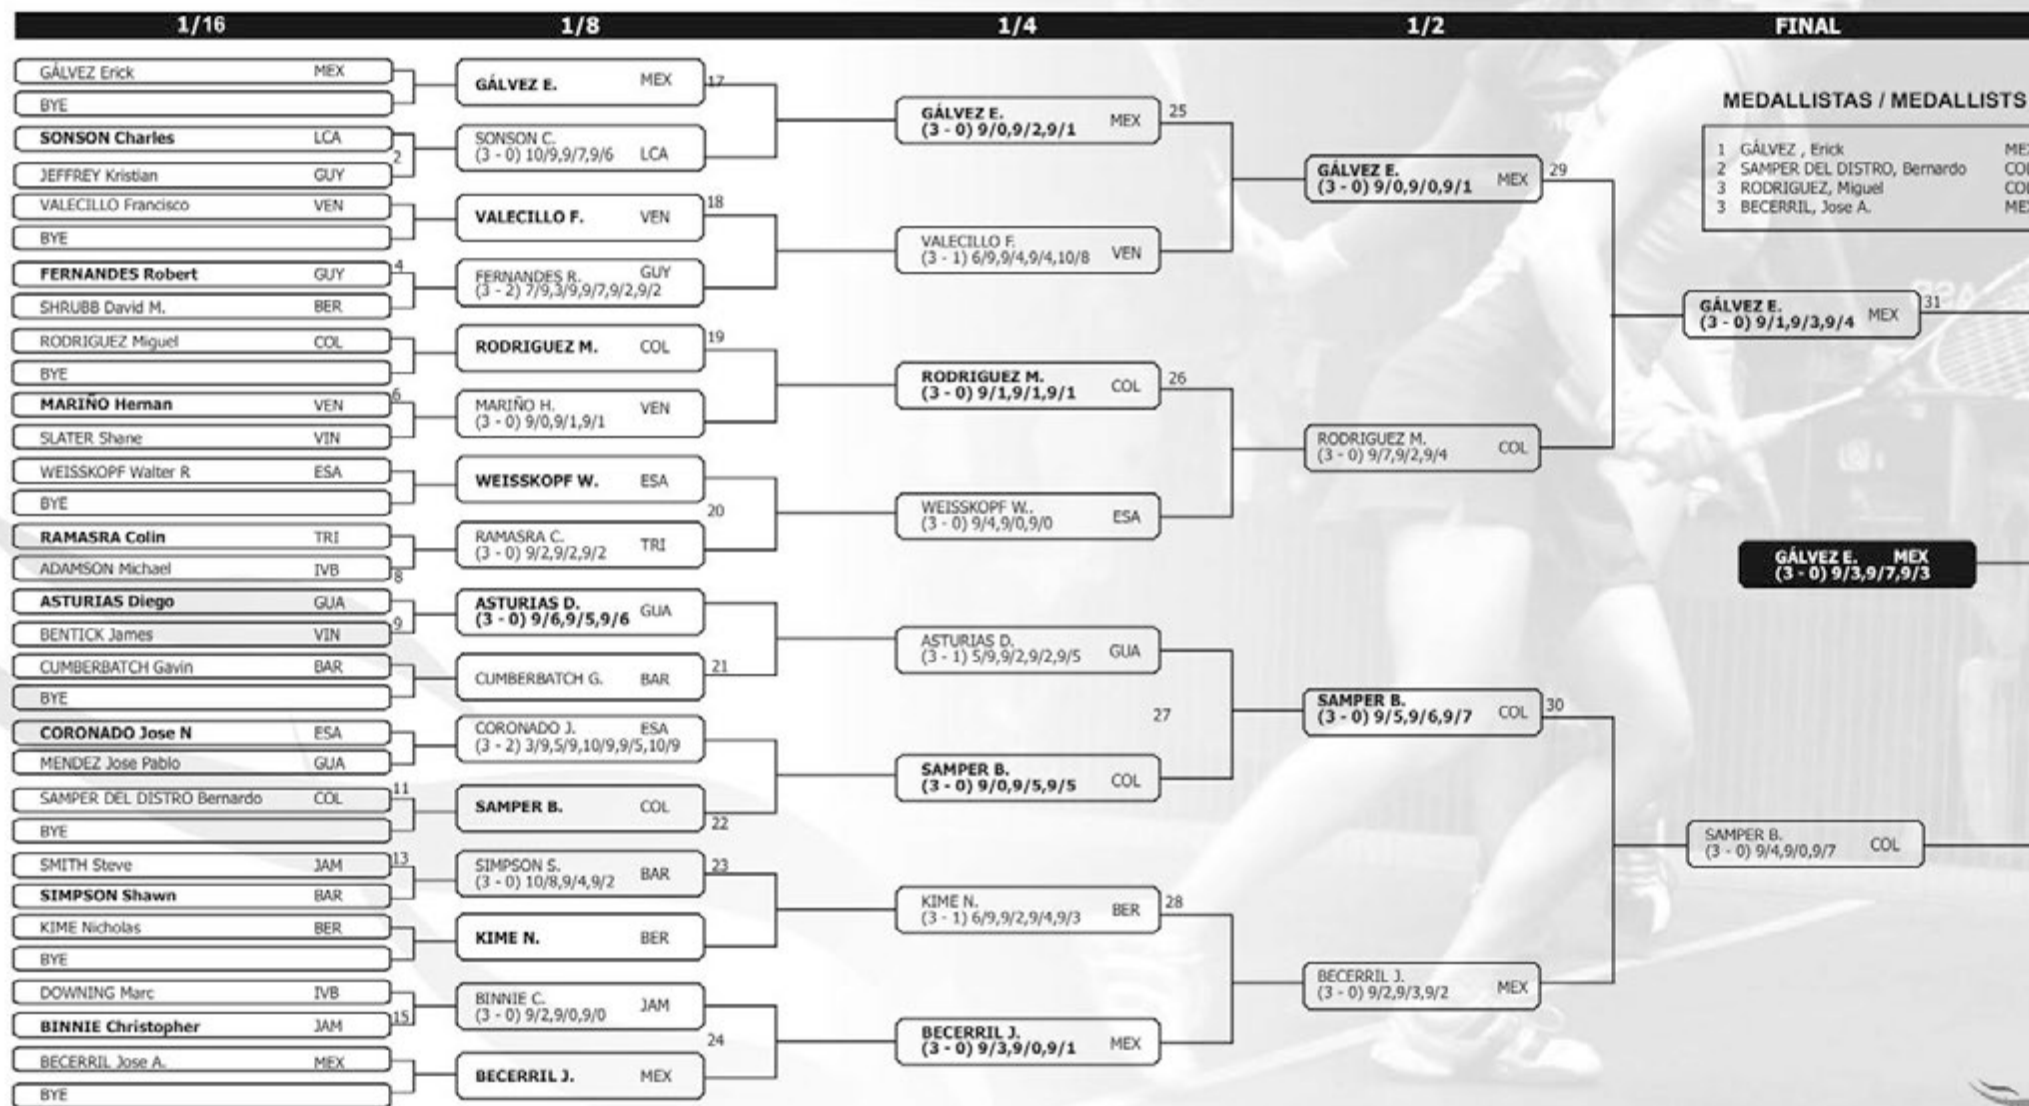 1/16 1/8 1/4 1/2 FINAL
GÁLVEZ Erick MEX
BYE
SONSON Charles LCA
2
JEFFREY Kristian GUY
VALECILLO Francisco VEN
BYE
FERNANDES Robert GUY
4
SHRUBB David M. BER
RODRIGUEZ Miguel COL
BYE
MARIÑO Hernan VEN
6
SLATER Shane VIN
WEISSKOPF Walter R ESA
BYE
RAMASRA Colin TRI
ADAMSON Michael IVB
8
ASTURIAS Diego GUA
9
BENTICK James VIN
CUMBERBATCH Gavin BAR
BYE
CORONADO Jose N ESA
MENDEZ Jose Pablo GUA
SAMPER DEL DISTRO Bernardo COL
11
BYE
SMITH Steve JAM
13
SIMPSON Shawn BAR
KIME Nicholas BER
BYE
DOWNING Marc IVB
BINNIE Christopher JAM
15
BECERRIL Jose A. MEX
BYE
GÁLVEZ E. MEX
17
SONSON C.
(3 - 0) 10/9,9/7,9/6 LCA
VALECILLO F. VEN
18
FERNANDES R. GUY
(3 - 2) 7/9,3/9,9/7,9/2,9/2
RODRIGUEZ M. COL
19
MARIÑO H. VEN
(3 - 0) 9/0,9/1,9/1
WEISSKOPF W. ESA
20
RAMASRA C. TRI
(3 - 0) 9/2,9/2,9/2
ASTURIAS D. GUA
(3 - 0) 9/6,9/5,9/6
CUMBERBATCH G. BAR
21
CORONADO J. ESA
(3 - 2) 3/9,5/9,10/9,9/5,10/9
SAMPER B. COL
22
SIMPSON S. BAR
(3 - 0) 10/8,9/4,9/2
23
KIME N. BER
BINNIE C. JAM
(3 - 0) 9/2,9/0,9/0
24
BECERRIL J. MEX
GÁLVEZ E. MEX
(3 - 0) 9/0,9/2,9/1
25
VALECILLO F. VEN
(3 - 1) 6/9,9/4,9/4,10/8
RODRIGUEZ M. COL
(3 - 0) 9/1,9/1,9/1
26
WEISSKOPF W.. ESA
(3 - 0) 9/4,9/0,9/0
ASTURIAS D. GUA
(3 - 1) 5/9,9/2,9/2,9/5
27
SAMPER B. COL
(3 - 0) 9/0,9/5,9/5
KIME N. BER
(3 - 1) 6/9,9/2,9/4,9/3
28
BECERRIL J. MEX
(3 - 0) 9/3,9/0,9/1
GÁLVEZ E. MEX
(3 - 0) 9/0,9/0,9/1
29
RODRIGUEZ M. COL
(3 - 0) 9/7,9/2,9/4
SAMPER B. COL
(3 - 0) 9/5,9/6,9/7
30
BECERRIL J. MEX
(3 - 0) 9/2,9/3,9/2
MEDALLISTAS / MEDALLISTS
1 GÁLVEZ , Erick
2 SAMPER DEL DISTRO, Bernardo
3 RODRIGUEZ, Miguel
3 BECERRIL, Jose A.
GÁLVEZ E. MEX
(3 - 0) 9/1,9/3,9/4
31
GÁLVEZ E. MEX
(3 - 0) 9/3,9/7,9/3
SAMPER B. COL
(3 - 0) 9/4,9/0,9/7